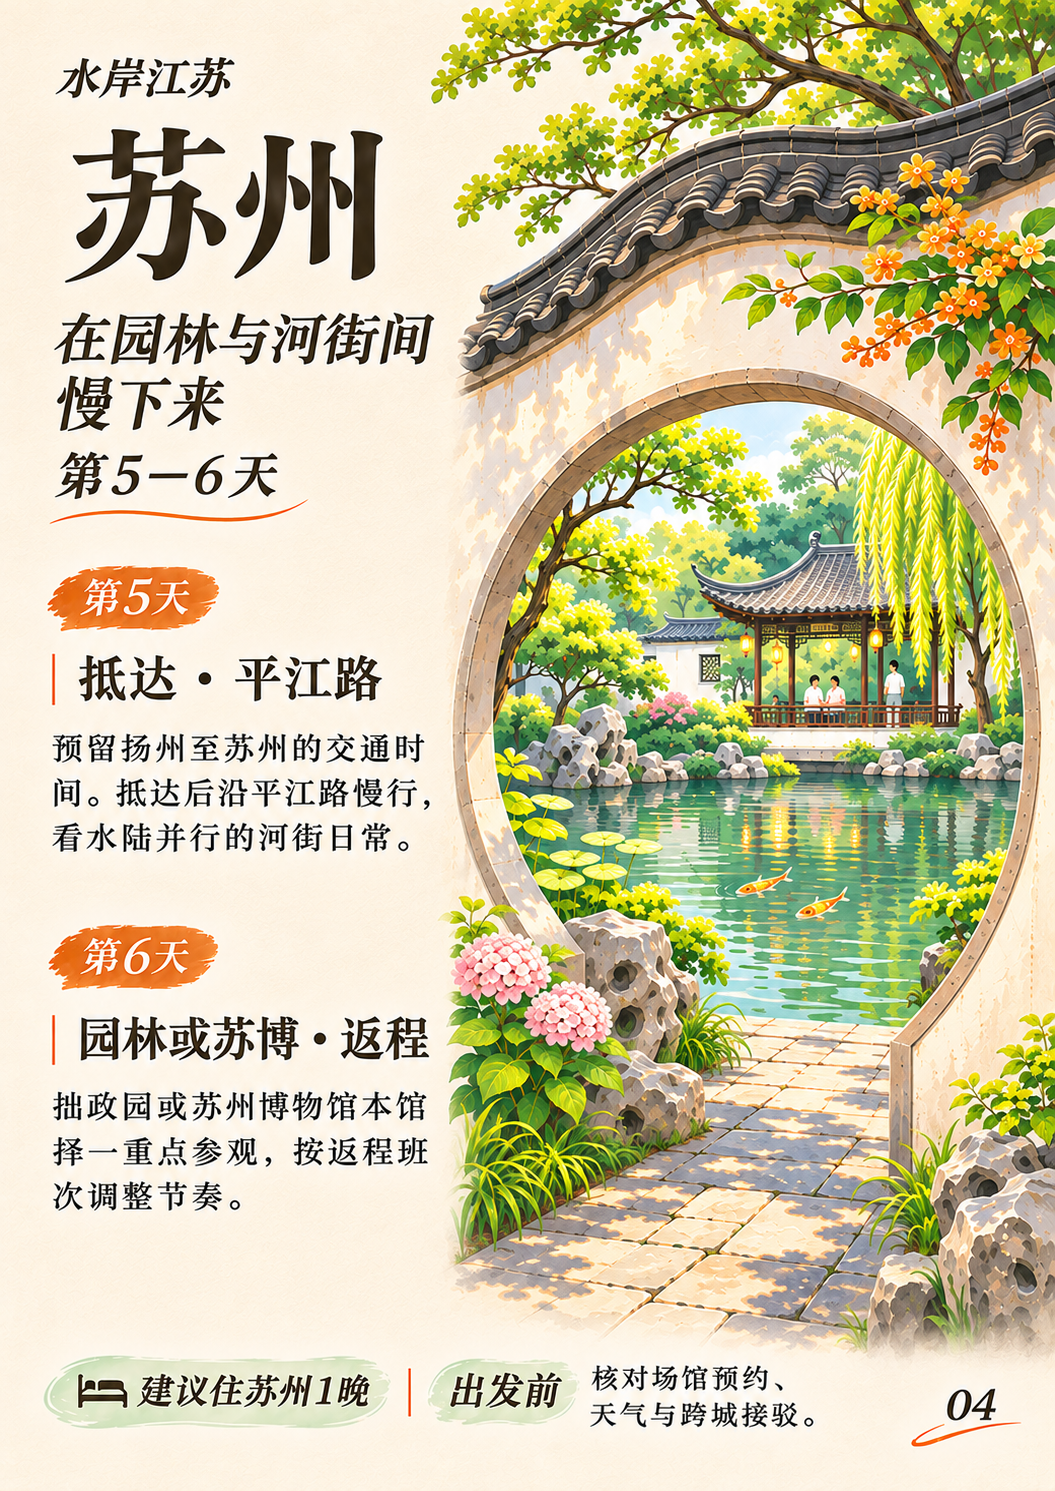 水岸江苏
苏州
在园林与河街间
慢下来
第5—6天
第5天
抵达·平江路
预留扬州至苏州的交通时
间。抵达后沿平江路慢行，
看水陆并行的河街日常。
第6天
园林或苏博·返程
拙政园或苏州博物馆本馆
择一重点参观，按返程班
次调整节奏。
建议住苏州1晚
出发前
核对场馆预约、
天气与跨城接驳。
04